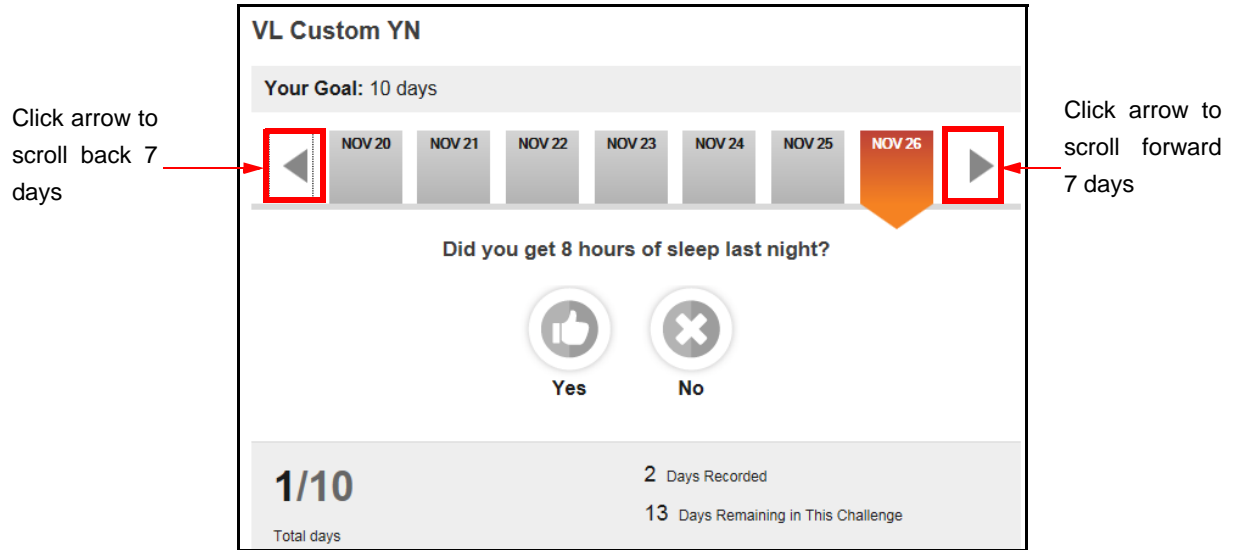 VL Custom YN
Your Goal: 10 days
Click arrow to
scroll back 7
days
NOV 20 NOV 21 NOV 22 NOV 23 NOV 24 NOV 25 NOV 26
Click arrow to
scroll forward
7 days
Did you get 8 hours of sleep last night?
Yes No
1/10
Total days
2 Days Recorded
13 Days Remaining in This Challenge